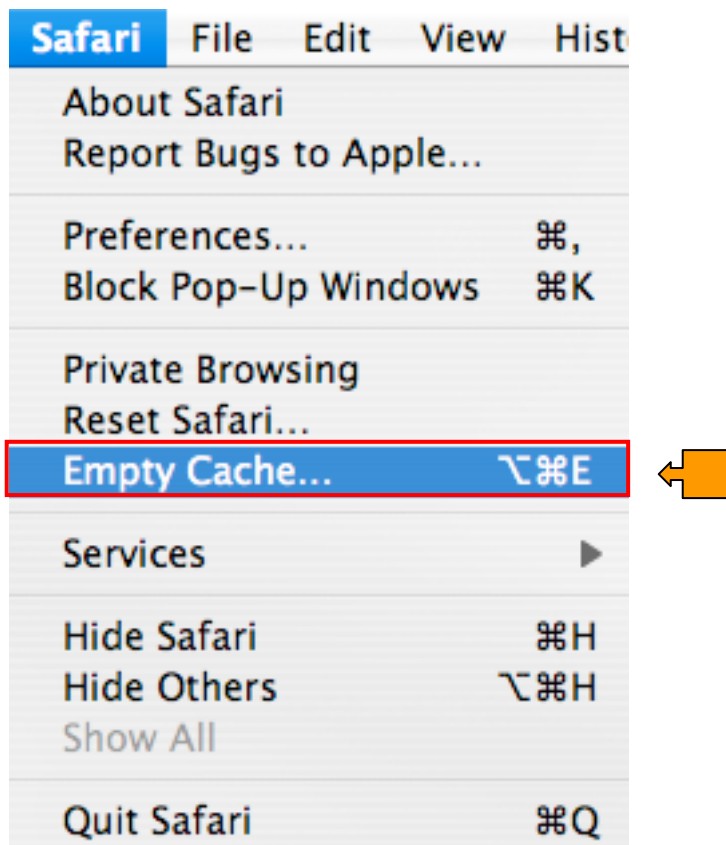 Safari File Edit View Hist
About Safari
Report Bugs to Apple...
Preferences... ⌘,
Block Pop-Up Windows ⌘K
Private Browsing
Reset Safari...
Empty Cache... ⌥⌘E
Services ▶
Hide Safari ⌘H
Hide Others ⌥⌘H
Show All
Quit Safari ⌘Q